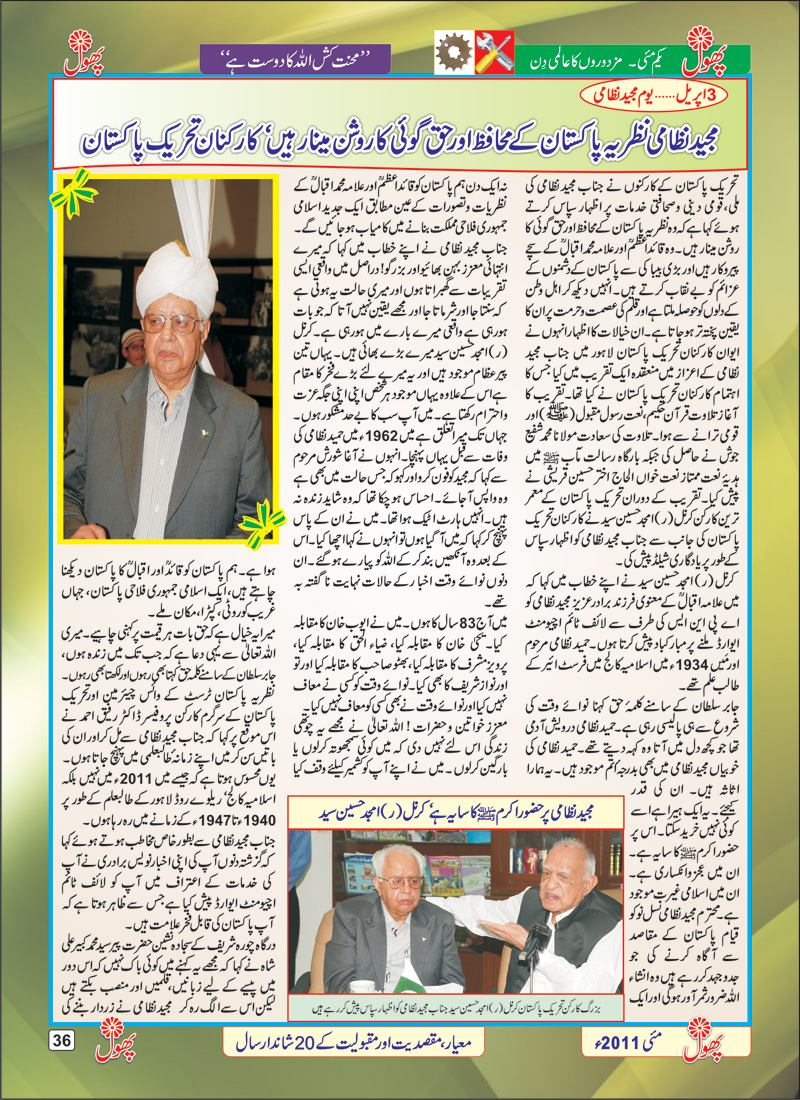 پھول
یکم مئی۔ مزدوروں کا عالمی دِن
’’محنت کش اللہ کا دوست ہے‘‘
پھول
3 اپریل...... یوم مجید نظامی
مجید نظامی نظریہ پاکستان کے محافظ اور حق گوئی کا روشن مینار ہیں‘ کارکنان تحریک پاکستان
تحریک پاکستان کے کارکنوں نے جناب مجید نظامی کی
ملی، قومی دینی و صحافتی خدمات پر اظہار سپاس کرتے
ہوئے کہا ہے کہ وہ نظریہ پاکستان کے محافظ اور حق گوئی کا
روشن مینار ہیں۔ وہ قائداعظمؒ اور علامہ محمد اقبالؒ کے سچے
پیروکار ہیں اور بڑی بیباکی سے پاکستان کے دشمنوں کے
عزائم کو بے نقاب کرتے ہیں۔ انہیں دیکھ کر اہل وطن
کے دلوں کو حوصلہ ملتا ہے اور قلم کی عصمت و حرمت پر ان کا
یقین پختہ تر ہو جاتا ہے۔ ان خیالات کا اظہار انہوں نے
ایوان کارکنان تحریک پاکستان لاہور میں جناب مجید
نظامی کے اعزاز میں منعقدہ ایک تقریب میں کیا جس کا
اہتمام کارکنان تحریک پاکستان نے کیا تھا۔ تقریب کا
آغاز تلاوت قرآن حکیم، نعت رسول مقبول (ﷺ) اور
قومی ترانے سے ہوا۔ تلاوت کی سعادت مولانا محمد شفیع
جوش نے حاصل کی جبکہ بارگاہ رسالت مآب ﷺ میں
ہدیۂ نعت ممتاز نعت خواں الحاج اختر حسین قریشی نے
پیش کیا۔ تقریب کے دوران تحریک پاکستان کے معمر
ترین کارکن کرنل (ر) امجد حسین سید نے کارکنان تحریک
پاکستان کی جانب سے جناب مجید نظامی کو اظہار سپاس
کے طور پر یادگاری شیلڈ پیش کی۔
کرنل (ر) امجد حسین سید نے اپنے خطاب میں کہا کہ
میں علامہ اقبالؒ کے معنوی فرزند برادر عزیز مجید نظامی کو
اے پی این ایس کی طرف سے لائف ٹائم اچیومنٹ
ایوارڈ ملنے پر مبارکباد پیش کرتا ہوں۔ حمید نظامی مرحوم
اور میں 1934ء میں اسلامیہ کالج میں فرسٹ ائیر کے
طالب علم تھے۔
جابر سلطان کے سامنے کلمۂ حق کہنا نوائے وقت کی
شروع سے ہی پالیسی رہی ہے۔ حمید نظامی درویش آدمی
تھا جو کچھ دل میں آتا وہ کہہ دیتے تھے۔ حمید نظامی کی
خوبیاں مجید نظامی میں بھی بدرجہ اتم موجود ہیں۔ یہ ہمارا
اثاثہ ہیں۔ ان کی قدر
کیجئے۔ یہ ایک ہیرا ہے اسے
کوئی نہیں خرید سکتا۔ اس پر
حضور اکرم ﷺ کا سایہ ہے۔
ان میں عجز و انکساری ہے۔
ان میں اسلامی غیرت موجود
ہے۔ محترم مجید نظامی نسل نو کو
قیام پاکستان کے مقاصد
سے آگاہ کرنے کی جو
جدوجہد کر رہے ہیں وہ انشاء
اللہ ضرور ثمر آور ہوگی اور ایک
نہ ایک دن ہم پاکستان کو قائداعظمؒ اور علامہ محمد اقبالؒ کے
نظریات و تصورات کے عین مطابق ایک جدید اسلامی
جمہوری فلاحی مملکت بنانے میں کامیاب ہو جائیں گے۔
جناب مجید نظامی نے اپنے خطاب میں کہا کہ میرے
انتہائی معزز بہن بھائیو اور بزرگو! دراصل میں واقعی ایسی
تقریبات سے گھبراتا ہوں اور میری حالت یہ ہوتی ہے
کہ سنتا جا اور شرماتا جا اور مجھے یقین نہیں آتا کہ جو بات
ہو رہی ہے واقعی میرے بارے میں ہو رہی ہے۔ کرنل
(ر) امجد حسین سید میرے بڑے بھائی ہیں۔ یہاں تین
پیر عظام موجود ہیں اور یہ میرے لئے بڑے فخر کا مقام
ہے اس کے علاوہ یہاں موجود ہر شخص اپنی اپنی جگہ عزت
و احترام رکھتا ہے۔ میں آپ سب کا بے حد مشکور ہوں۔
جہاں تک میرا تعلق ہے میں 1962ء میں حمید نظامی کی
وفات سے قبل یہاں پہنچا۔ انہوں نے آغا شورش مرحوم
سے کہا کہ مجید کو فون کرو اور کہو کہ جس حالت میں بھی ہے
وہ واپس آ جائے۔ احساس ہو چکا تھا کہ وہ شاید زندہ نہ
رہیں۔ انہیں ہارٹ اٹیک ہوا تھا۔ میں نے ان کے پاس
پہنچ کر کہا کہ میں آ گیا ہوں تو انہوں نے کہا اچھا کیا۔ اس
کے بعد وہ آنکھیں بند کر کے اللہ کو پیارے ہو گئے۔ ان
دنوں نوائے وقت اخبار کے حالات نہایت ناگفتہ بہ
تھے۔
میں آج 83 سال کا ہوں۔ میں نے ایوب خان کا مقابلہ
کیا۔ یحیٰی خان کا مقابلہ کیا، ضیاء الحق کا مقابلہ کیا،
پرویز مشرف کا مقابلہ کیا، بھٹو صاحب کا مقابلہ کیا اور تو
اور نواز شریف کا بھی کیا۔ نوائے وقت کو کسی نے معاف
نہیں کیا اور نوائے وقت نے بھی کسی کو معاف نہیں کیا۔
معزز خواتین و حضرات! اللہ تعالیٰ نے مجھے یہ چوتھی
زندگی اس لئے نہیں دی کہ میں کوئی سمجھوتہ کر لوں یا
بارگین کر لوں۔ میں نے اپنے آپ کو کشمیر کیلئے وقف کیا
ہوا ہے۔ ہم پاکستان کو قائدؒ اور اقبالؒ کا پاکستان دیکھنا
چاہتے ہیں، ایک اسلامی جمہوری فلاحی پاکستان، جہاں
غریب کو روٹی، کپڑا، مکان ملے۔
میرا یہ خیال ہے کہ حق بات ہر قیمت پر کہنی چاہیے۔ میری
اللہ تعالیٰ سے یہی دعا ہے کہ جب تک میں زندہ ہوں،
جابر سلطان کے سامنے کلمہ حق کہتا بھی رہوں اور لکھتا بھی رہوں۔
نظریہ پاکستان ٹرسٹ کے وائس چیئرمین اور تحریک
پاکستان کے سرگرم کارکن پروفیسر ڈاکٹر رفیق احمد نے
اس موقع پر کہا کہ جناب مجید نظامی سے مل کر اور ان کی
باتیں سن کر میں اپنے زمانۂ طالبعلمی میں پہنچ جاتا ہوں۔
یوں محسوس ہوتا ہے کہ جیسے میں 2011ء میں نہیں بلکہ
اسلامیہ کالج‘ ریلوے روڈ لاہور کے طالبعلم کے طور پر
1940ء تا 1947ء کے زمانے میں رہ رہا ہوں۔
جناب مجید نظامی سے بطور خاص مخاطب ہوتے ہوئے کہا
کہ گزشتہ دنوں آپ کی اپنی اخبار نویس برادری نے آپ
کی خدمات کے اعتراف میں آپ کو لائف ٹائم
اچیومنٹ ایوارڈ پیش کیا ہے جس سے ظاہر ہوتا ہے کہ
آپ پاکستان کی قابل فخر علامت ہیں۔
درگاہ چورہ شریف کے سجادہ نشین حضرت پیر سید محمد کبیر علی
شاہ نے کہا کہ مجھے یہ کہنے میں کوئی باک نہیں کہ اس دور
میں پیسے کے لیے زبانیں، قلمیں اور منصب بکتے ہیں
لیکن اس سے الگ رہ کر مجید نظامی نے زردار بننے کی
مجید نظامی پر حضور اکرم ﷺ کا سایہ ہے‘ کرنل (ر) امجد حسین سید
بزرگ کارکن تحریک پاکستان کرنل (ر) امجد حسین سید جناب مجید نظامی کو اظہار سپاس پیش کر رہے ہیں
پھول
مئی 2011ء
معیار، مقصدیت اور مقبولیت کے 20 شاندار سال
پھول
36